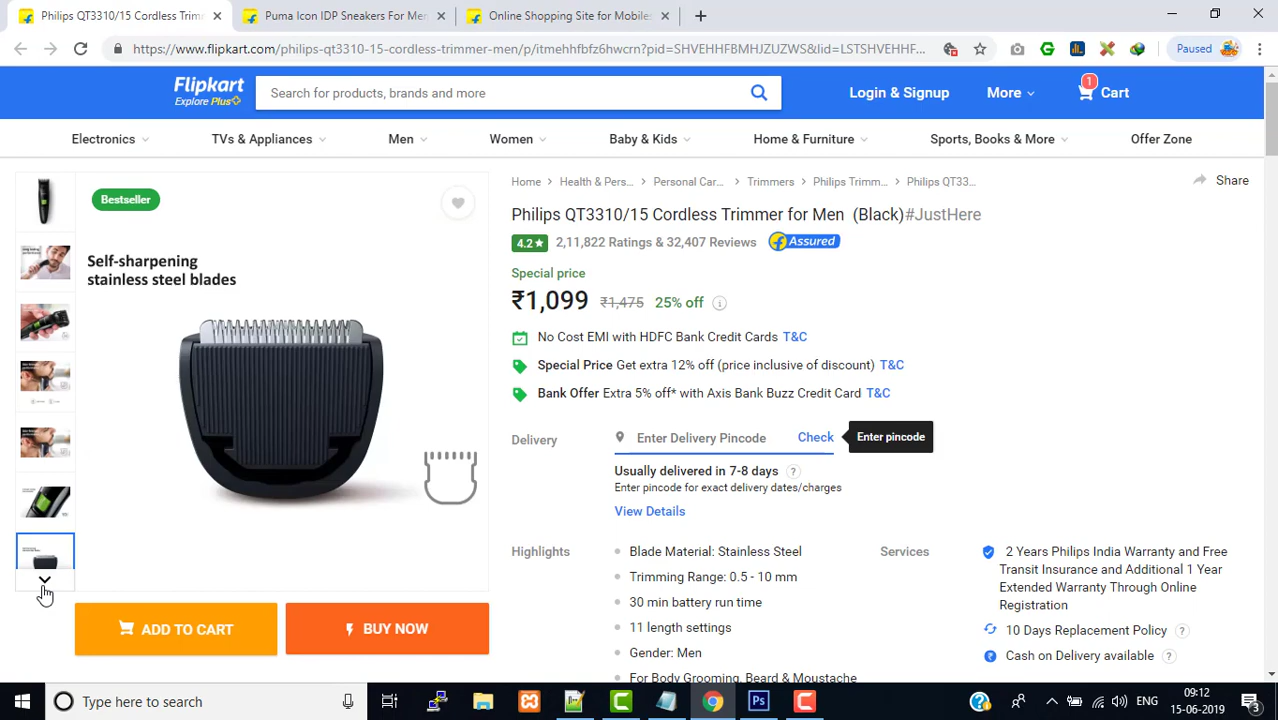 Philips QT3310/15 Cordless Trimm
Puma Icon IDP Sneakers For Men
Online Shopping Site for Mobiles
https://www.flipkart.com/philips-qt3310-15-cordless-trimmer-men/p/itmehhfbfz6hwcrn?pid=SHVEHHFBMHJZUZWS&lid=LSTSHVEHHF...
Paused
Flipkart
Explore Plus
Search for products, brands and more
Login & Signup
More
1
Cart
Electronics
TVs & Appliances
Men
Women
Baby & Kids
Home & Furniture
Sports, Books & More
Offer Zone
Bestseller
Self-sharpening
stainless steel blades
ADD TO CART
BUY NOW
Home
Health & Pers...
Personal Car...
Trimmers
Philips Trimm...
Philips QT33...
Share
Philips QT3310/15 Cordless Trimmer for Men (Black)#JustHere
4.2★ 2,11,822 Ratings & 32,407 Reviews Assured
Special price
₹1,099 ₹1,475 25% off
No Cost EMI with HDFC Bank Credit Cards T&C
Special Price Get extra 12% off (price inclusive of discount) T&C
Bank Offer Extra 5% off* with Axis Bank Buzz Credit Card T&C
Delivery
Enter Delivery Pincode
Check
Enter pincode
Usually delivered in 7-8 days ?
Enter pincode for exact delivery dates/charges
View Details
Highlights
Blade Material: Stainless Steel
Trimming Range: 0.5 - 10 mm
30 min battery run time
11 length settings
Gender: Men
For Body Grooming, Beard & Moustache
Services
2 Years Philips India Warranty and Free
Transit Insurance and Additional 1 Year
Extended Warranty Through Online
Registration
10 Days Replacement Policy ?
Cash on Delivery available ?
Type here to search
ENG
09:12
15-06-2019
3